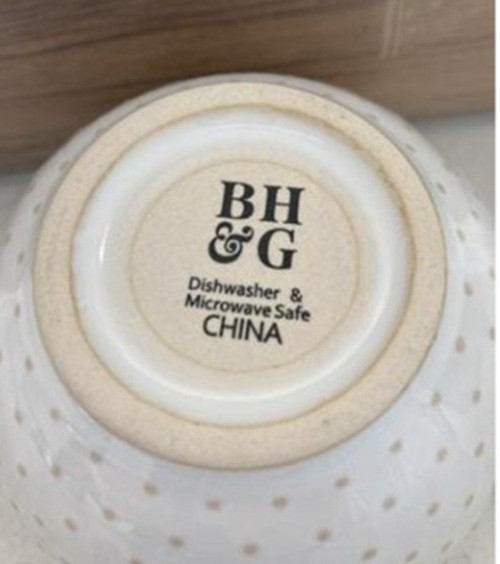 BH
&G
Dishwasher &
Microwave Safe
CHINA